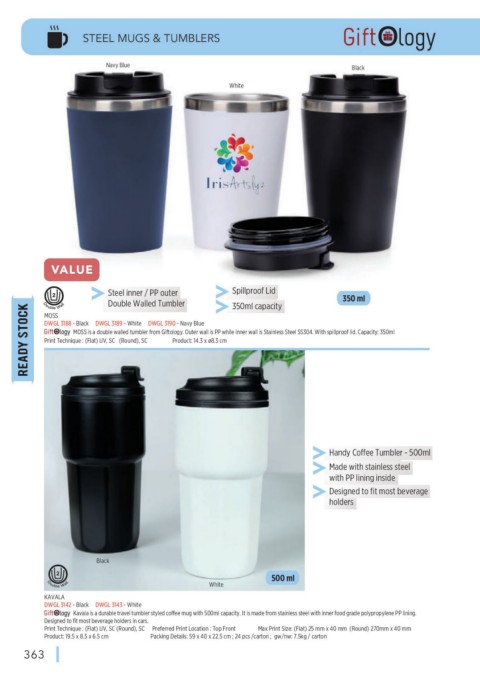 STEEL MUGS & TUMBLERS
GiftOlogy
Navy Blue
White
Black
IrisArtslyz
VALUE
Steel inner / PP outer
Double Walled Tumbler
Spillproof Lid
350ml capacity
350 ml
READY STOCK
MOSS
DWGL 3188 - Black DWGL 3189 - White DWGL 3190 - Navy Blue
GiftOlogy MOSS is a double walled tumbler from Giftology. Outer wall is PP while inner wall is Stainless Steel SS304. With spillproof lid. Capacity: 350ml
Print Technique : (Flat) UV, SC (Round), SC Product: 14.3 x ø8.3 cm
Handy Coffee Tumbler - 500ml
Made with stainless steel
with PP lining inside
Designed to fit most beverage
holders
Black
White
500 ml
KAVALA
DWGL 3142 - Black DWGL 3143 - White
GiftOlogy Kavala is a durable travel tumbler styled coffee mug with 500ml capacity. It is made from stainless steel with inner food grade polypropylene PP lining.
Designed to fit most beverage holders in cars.
Print Technique : (Flat) UV, SC (Round), SC Preferred Print Location : Top Front Max Print Size: (Flat) 25 mm x 40 mm (Round) 270mm x 40 mm
Product: 19.5 x 8.5 x 6.5 cm Packing Details: 59 x 40 x 22.5 cm ; 24 pcs /carton ; gw/nw: 7.5kg / carton
363